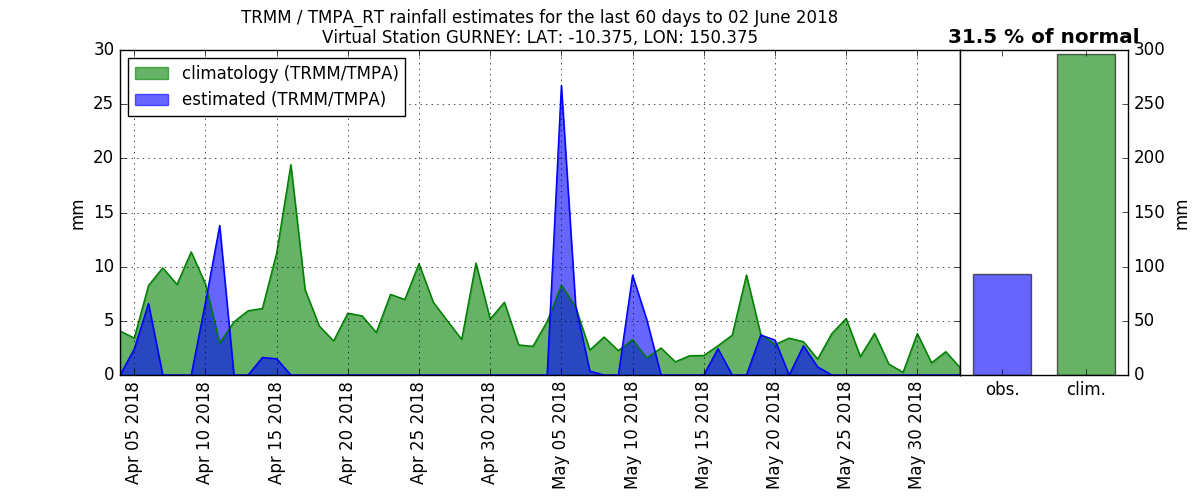 TRMM / TMPA_RT rainfall estimates for the last 60 days to 02 June 2018
Virtual Station GURNEY: LAT: -10.375, LON: 150.375
31.5 % of normal
climatology (TRMM/TMPA)
estimated (TRMM/TMPA)
mm
30
25
20
15
10
5
0
300
250
200
150
100
50
0
mm
Apr 05 2018
Apr 10 2018
Apr 15 2018
Apr 20 2018
Apr 25 2018
Apr 30 2018
May 05 2018
May 10 2018
May 15 2018
May 20 2018
May 25 2018
May 30 2018
obs.
clim.